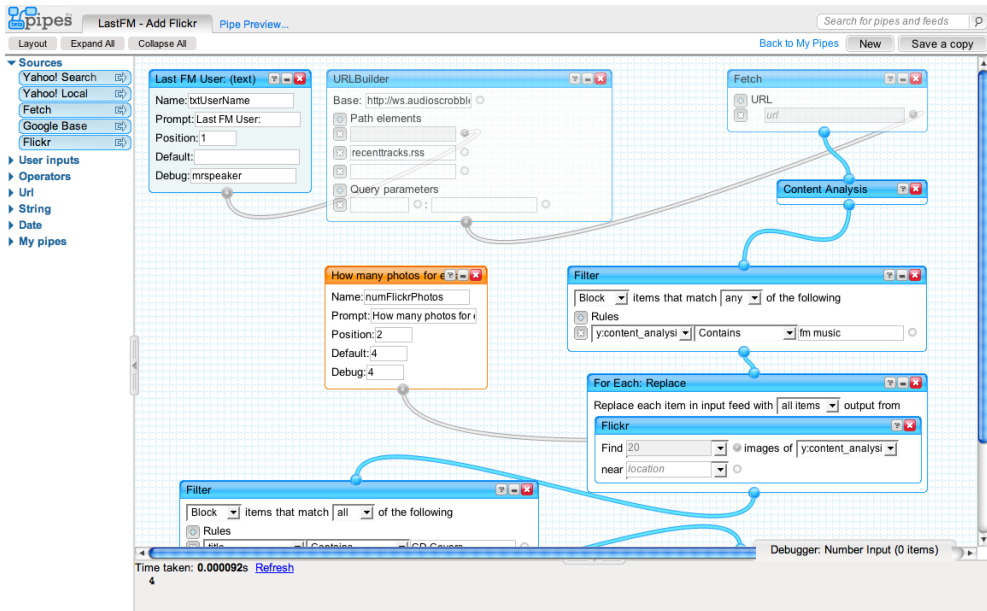 pipes
beta
LastFM - Add Flickr
Pipe Preview...
Search for pipes and feeds
Layout
Expand All
Collapse All
Back to My Pipes
New
Save a copy
Sources
Yahoo! Search
Yahoo! Local
Fetch
Google Base
Flickr
User inputs
Operators
Url
String
Date
My pipes
Last FM User: (text)
Name: txtUserName
Prompt: Last FM User:
Position: 1
Default:
Debug: mrspeaker
URLBuilder
Base: http://ws.audioscrobble
Path elements
recenttracks.rss
Query parameters
:
Fetch
URL
url
Content Analysis
How many photos for e
Name: numFlickrPhotos
Prompt: How many photos for
Position: 2
Default: 4
Debug: 4
Filter
Block items that match any of the following
Rules
y:content_analysi Contains fm music
For Each: Replace
Replace each item in input feed with all items output from
Flickr
Find 20 images of y:content_analysi
near location
Filter
Block items that match all of the following
Rules
title Contains CD Covers
Debugger: Number Input (0 items)
Time taken: 0.000092s Refresh
4